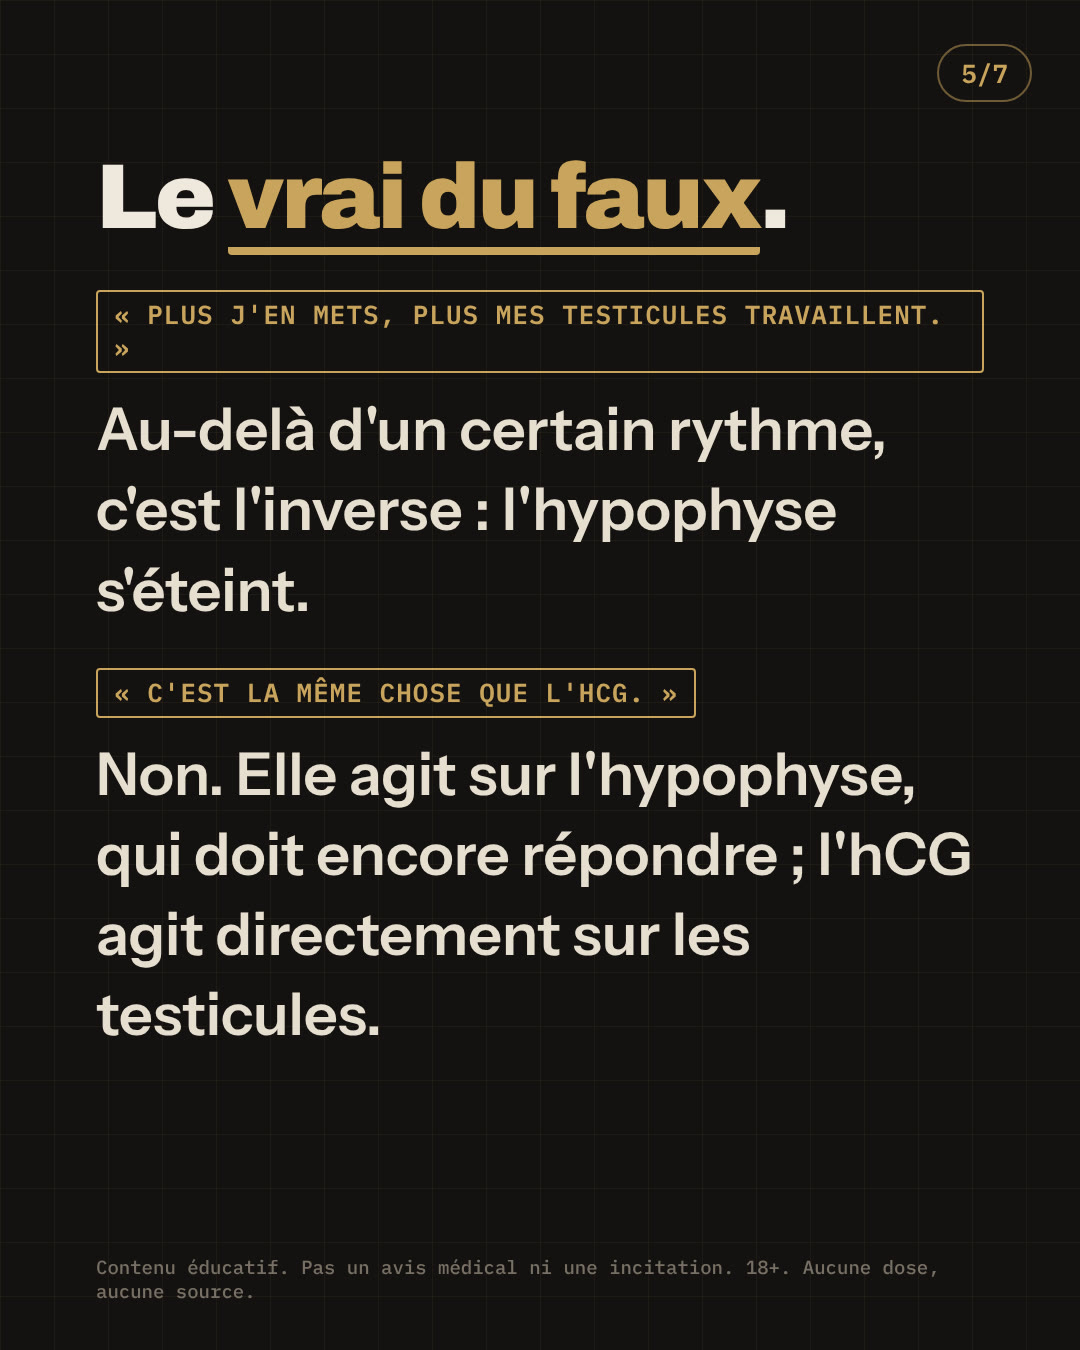 5/7
Le vrai du faux.
« PLUS J'EN METS, PLUS MES TESTICULES TRAVAILLENT.
»
Au-delà d'un certain rythme,
c'est l'inverse : l'hypophyse
s'éteint.
« C'EST LA MÊME CHOSE QUE L'HCG. »
Non. Elle agit sur l'hypophyse,
qui doit encore répondre ; l'hCG
agit directement sur les
testicules.
Contenu éducatif. Pas un avis médical ni une incitation. 18+. Aucune dose,
aucune source.